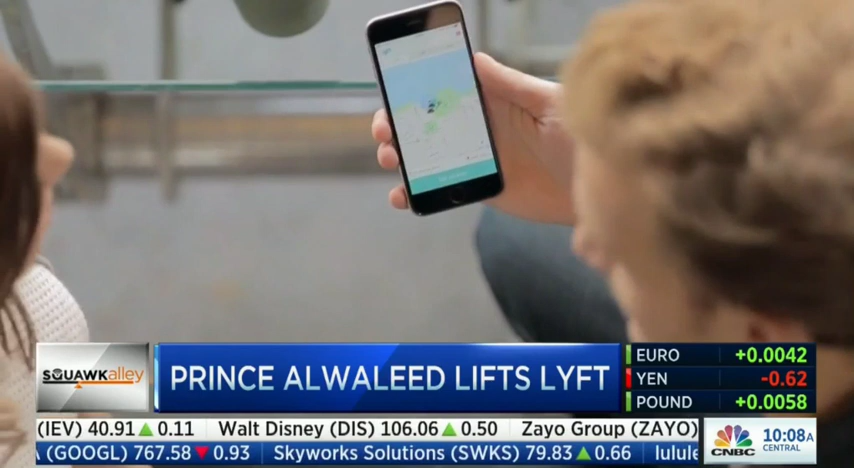 SQUAWKalley
PRINCE ALWALEED LIFTS LYFT
EURO +0.0042
YEN -0.62
POUND +0.0058
(IEV) 40.91 ▲ 0.11 Walt Disney (DIS) 106.06 ▲ 0.50 Zayo Group (ZAYO)
(GOOGL) 767.58 ▼ 0.93 Skyworks Solutions (SWKS) 79.83 ▲ 0.66 lulule
CNBC
10:08A
CENTRAL